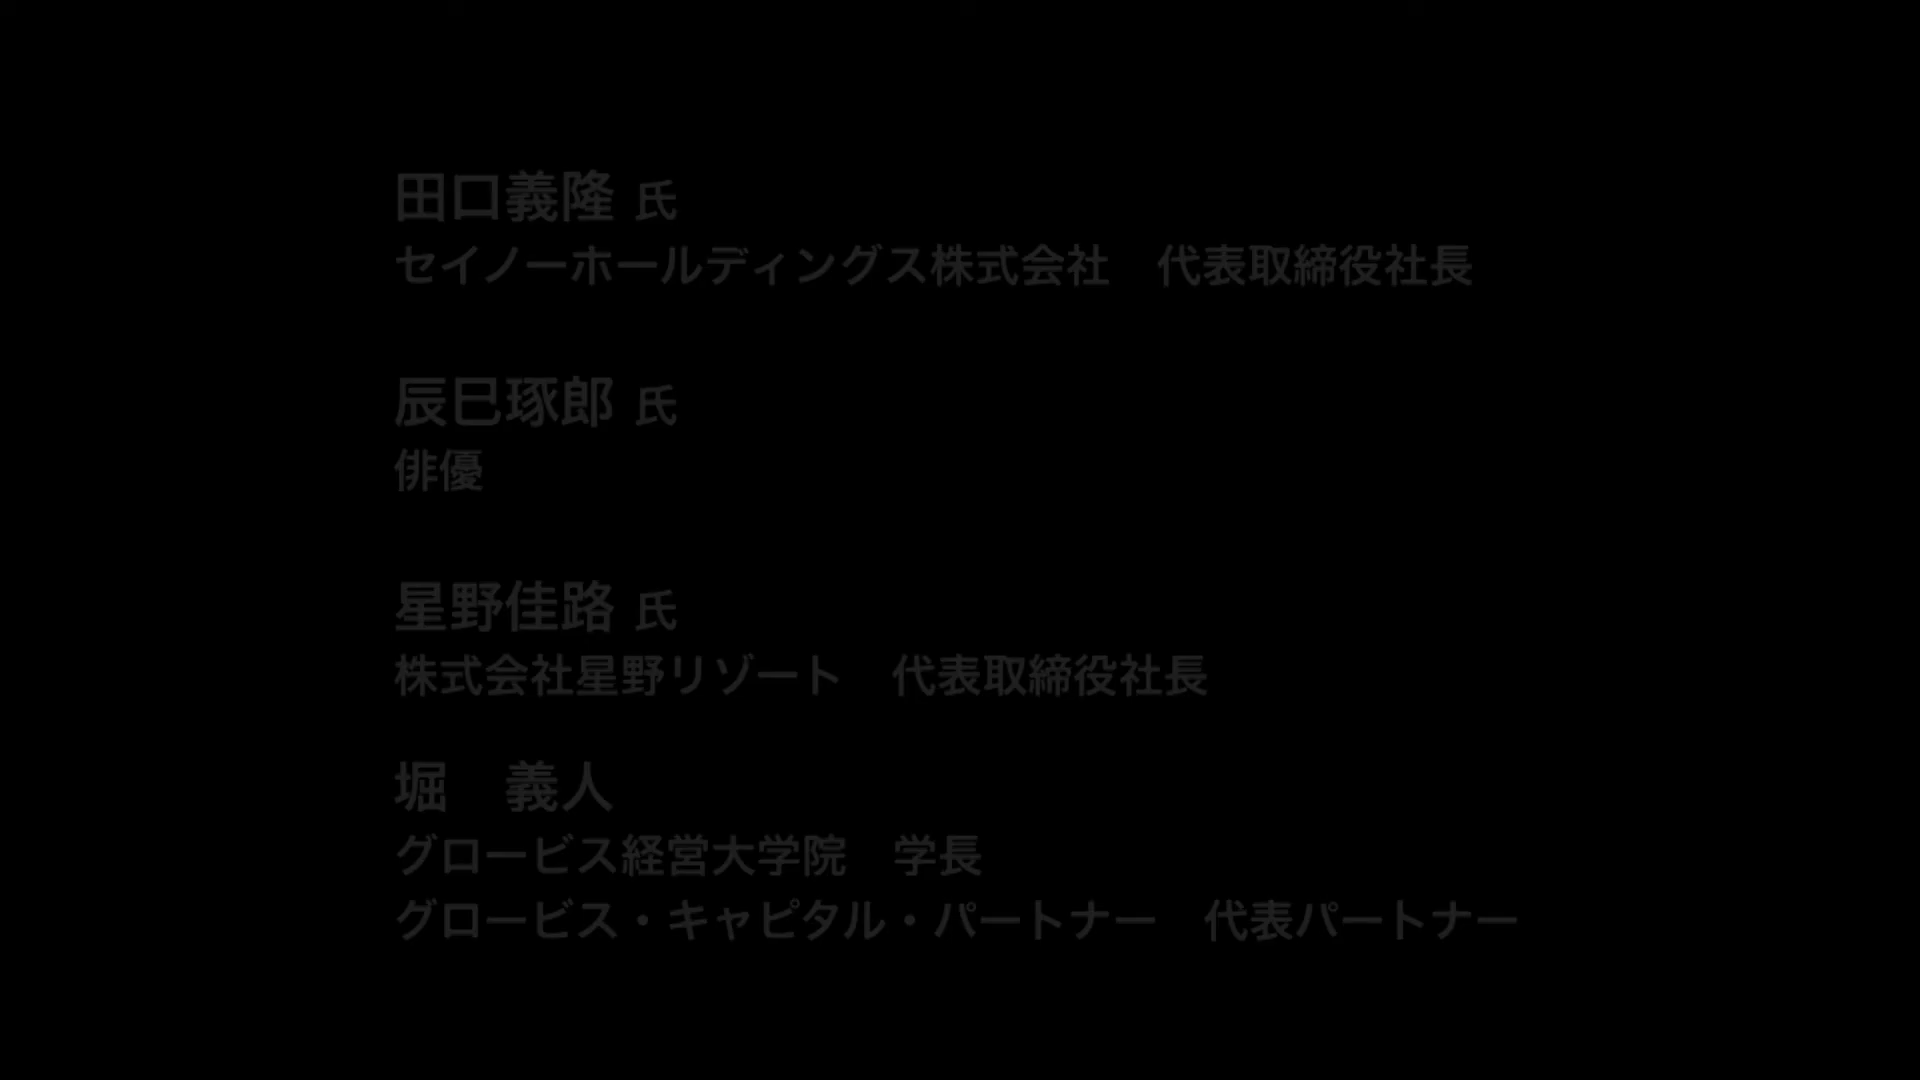 田口義隆 氏
セイノーホールディングス株式会社　代表取締役社長
辰巳琢郎 氏
俳優
星野佳路 氏
株式会社星野リゾート　代表取締役社長
堀　義人
グロービス経営大学院　学長
グロービス・キャピタル・パートナー　代表パートナー